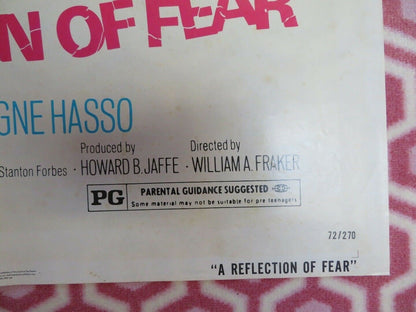 N OF FEAR
GNE HASSO
Produced by Directed by
Stanton Forbes · HOWARD B. JAFFE · WILLIAM A. FRAKER
PG PARENTAL GUIDANCE SUGGESTED
Some material may not be suitable for pre teenagers
72/270
"A REFLECTION OF FEAR"